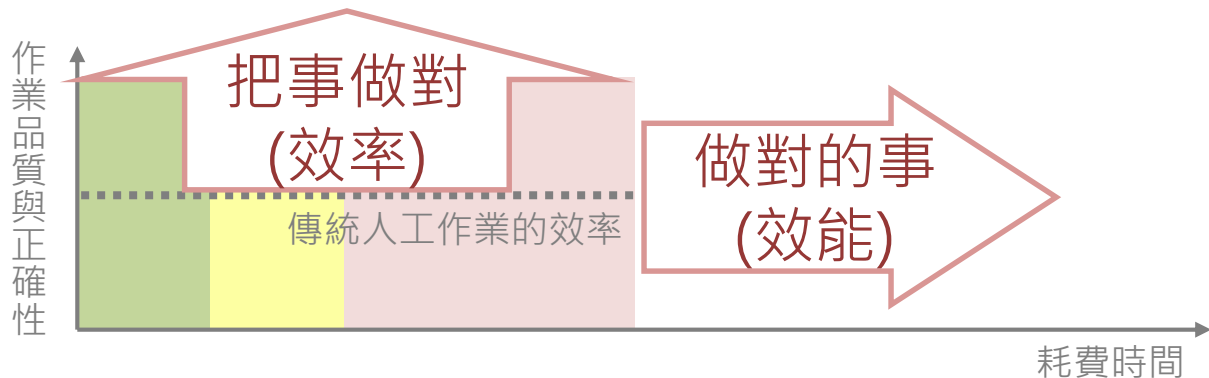 作業品質與正確性
把事做對
(效率)
傳統人工作業的效率
做對的事
(效能)
耗費時間